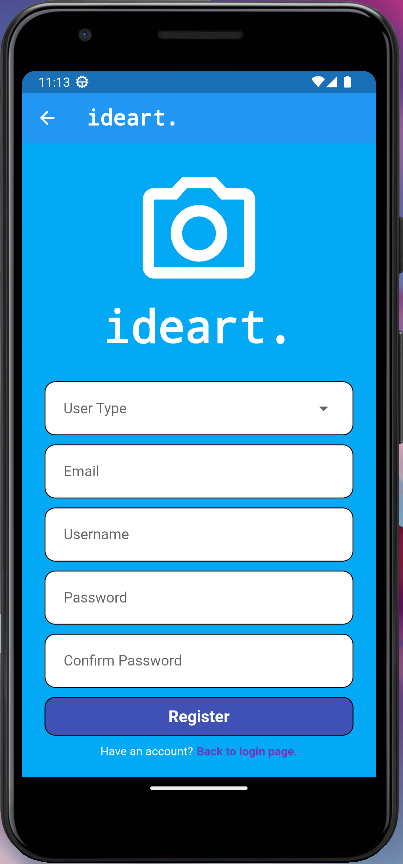 11:13
ideart.
ideart.
User Type
Email
Username
Password
Confirm Password
Register
Have an account? Back to login page.